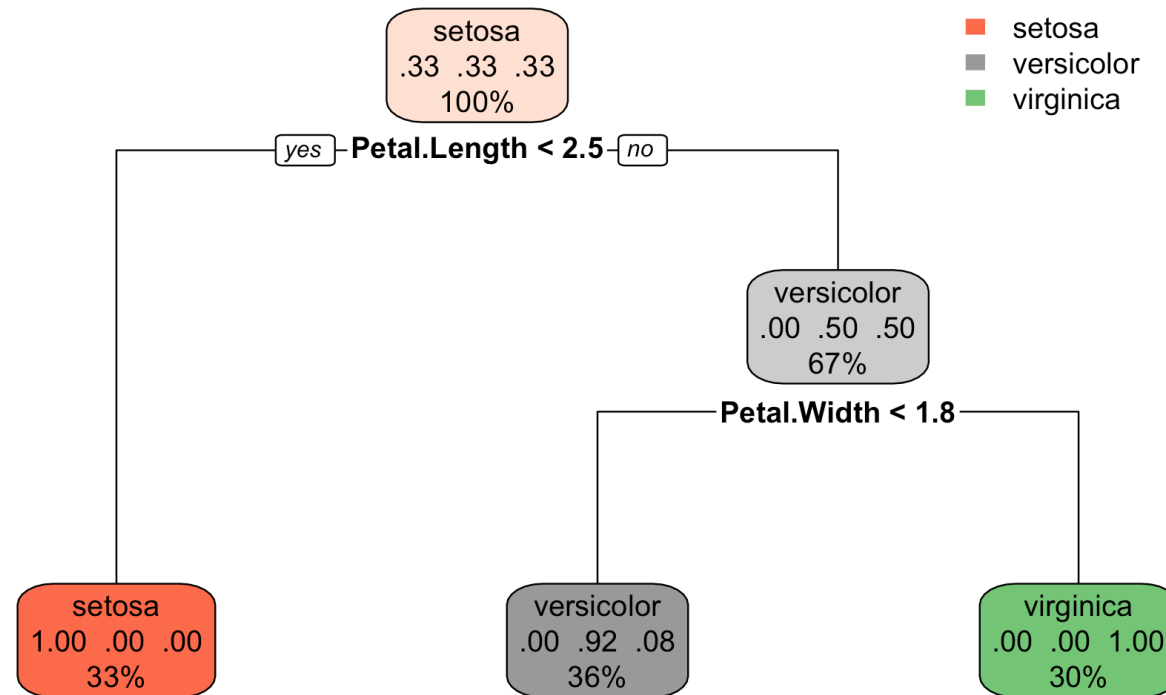 setosa
.33 .33 .33
100%
setosa
versicolor
virginica
yes Petal.Length < 2.5 no
versicolor
.00 .50 .50
67%
Petal.Width < 1.8
setosa
1.00 .00 .00
33%
versicolor
.00 .92 .08
36%
virginica
.00 .00 1.00
30%